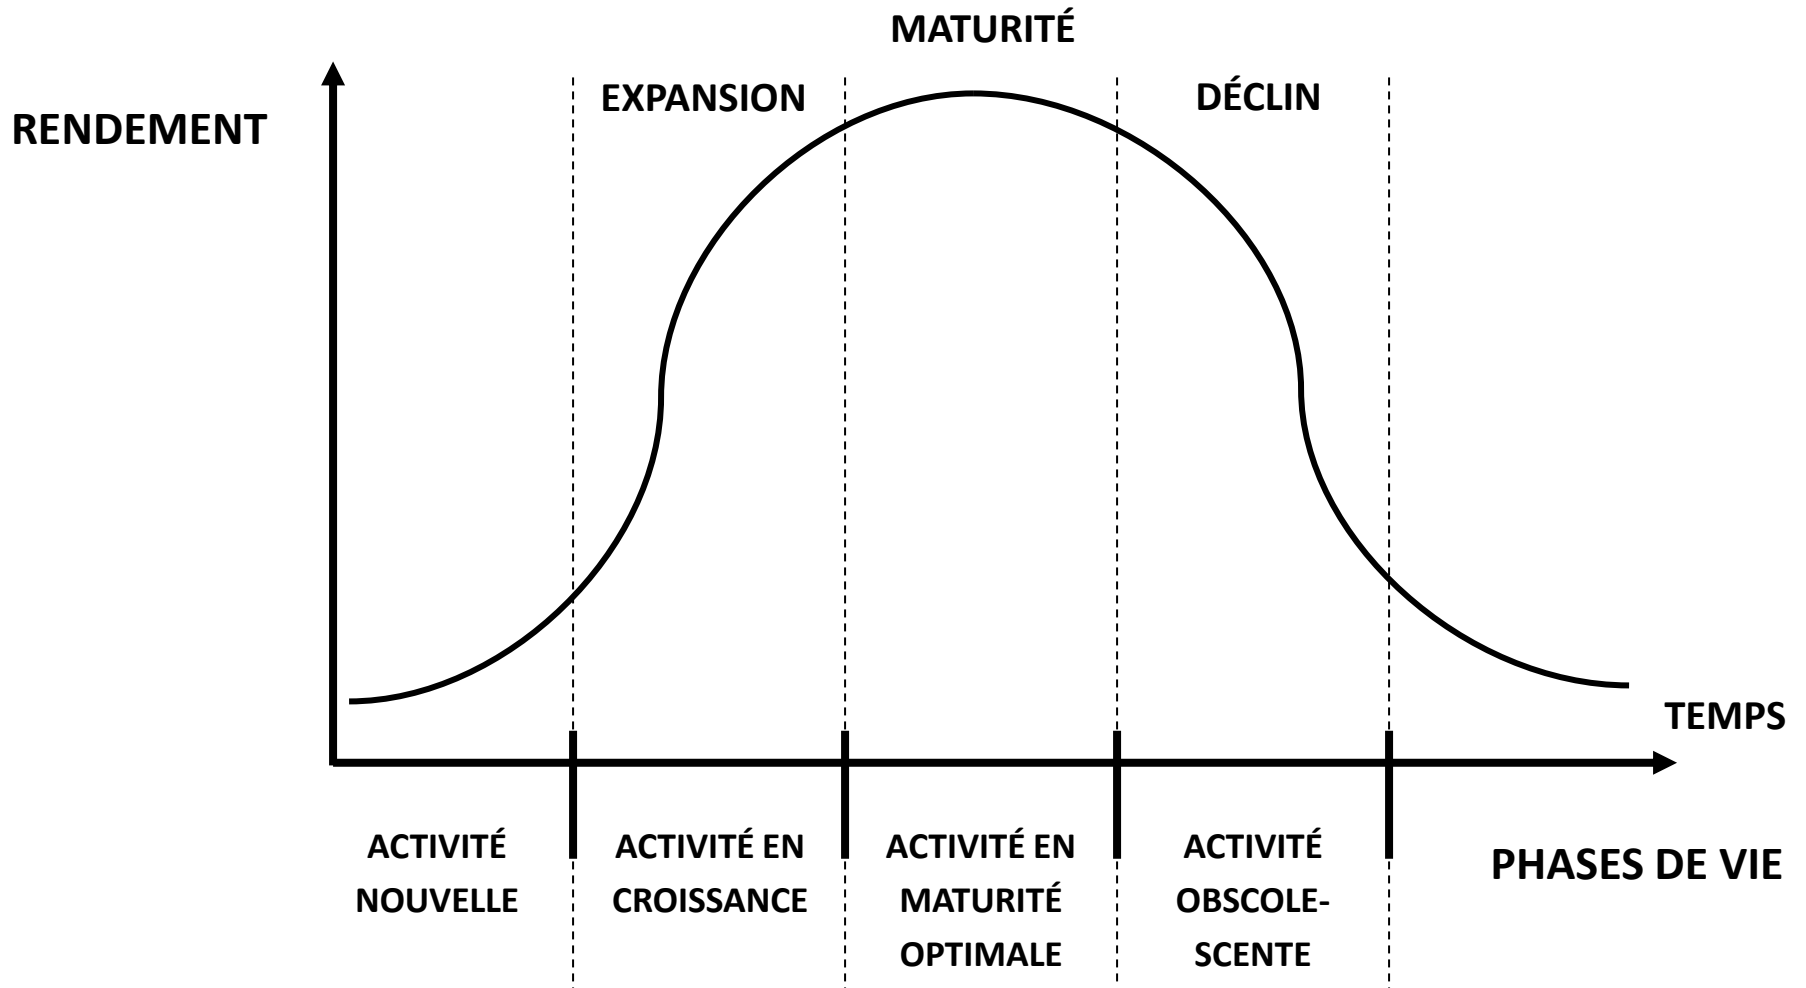 MATURITÉ
EXPANSION
DÉCLIN
RENDEMENT
TEMPS
ACTIVITÉ
NOUVELLE
ACTIVITÉ EN
CROISSANCE
ACTIVITÉ EN
MATURITÉ
OPTIMALE
ACTIVITÉ
OBSCOLE-
SCENTE
PHASES DE VIE